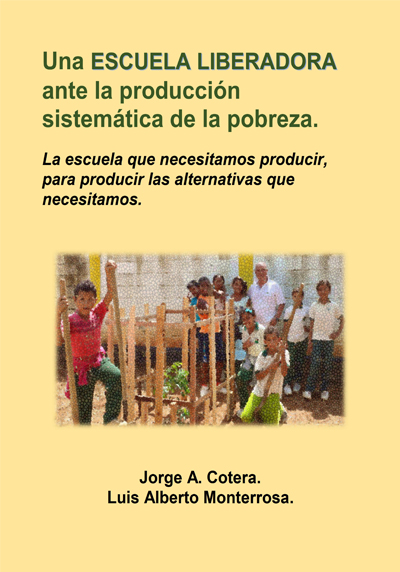 Una ESCUELA LIBERADORA
ante la producción
sistemática de la pobreza.
La escuela que necesitamos producir,
para producir las alternativas que
necesitamos.
Jorge A. Cotera.
Luis Alberto Monterrosa.